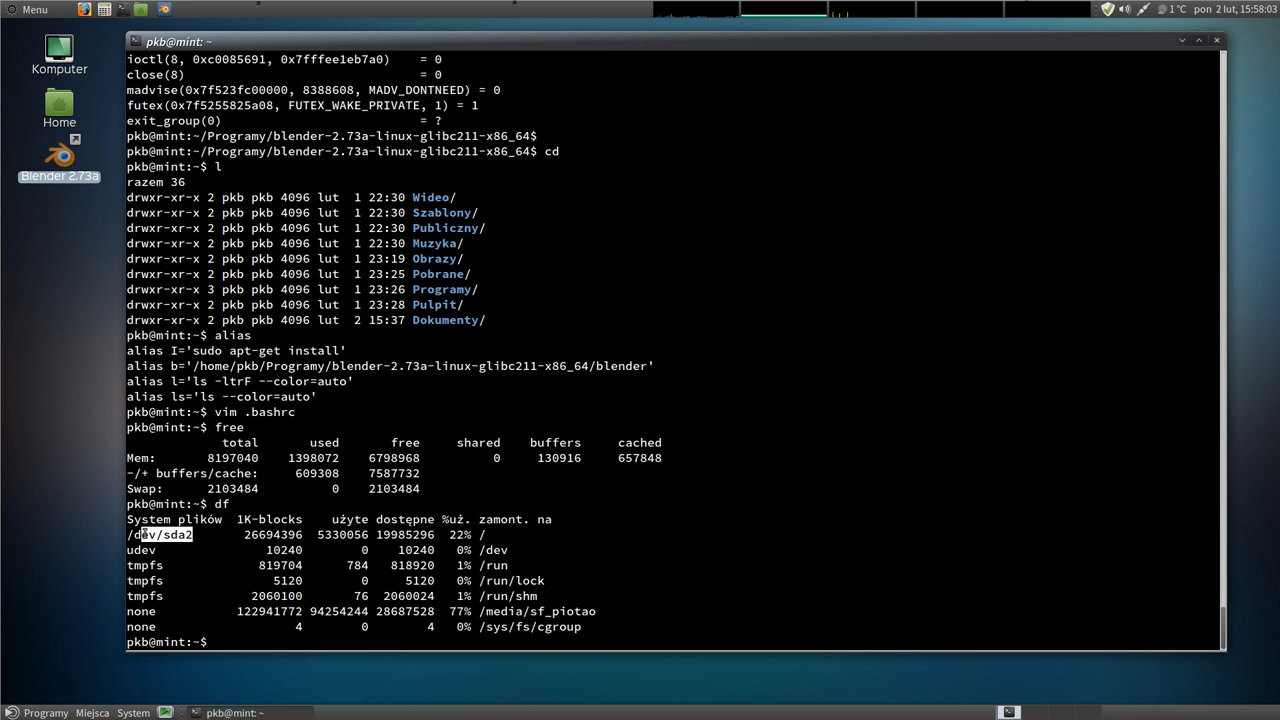 Menu
1 °C pon 2 lut, 15:58:03
Komputer
Home
Blender 2.73a
pkb@mint: ~
ioctl(8, 0xc0085691, 0x7fffee1eb7a0)    = 0
close(8)                                = 0
madvise(0x7f523fc00000, 8388608, MADV_DONTNEED) = 0
futex(0x7f5255825a08, FUTEX_WAKE_PRIVATE, 1) = 1
exit_group(0)                           = ?
pkb@mint:~/Programy/blender-2.73a-linux-glibc211-x86_64$
pkb@mint:~/Programy/blender-2.73a-linux-glibc211-x86_64$ cd
pkb@mint:~$ l
razem 36
drwxr-xr-x 2 pkb pkb 4096 lut  1 22:30 Wideo/
drwxr-xr-x 2 pkb pkb 4096 lut  1 22:30 Szablony/
drwxr-xr-x 2 pkb pkb 4096 lut  1 22:30 Publiczny/
drwxr-xr-x 2 pkb pkb 4096 lut  1 22:30 Muzyka/
drwxr-xr-x 2 pkb pkb 4096 lut  1 23:19 Obrazy/
drwxr-xr-x 2 pkb pkb 4096 lut  1 23:25 Pobrane/
drwxr-xr-x 3 pkb pkb 4096 lut  1 23:26 Programy/
drwxr-xr-x 2 pkb pkb 4096 lut  1 23:28 Pulpit/
drwxr-xr-x 2 pkb pkb 4096 lut  2 15:37 Dokumenty/
pkb@mint:~$ alias
alias I='sudo apt-get install'
alias b='/home/pkb/Programy/blender-2.73a-linux-glibc211-x86_64/blender'
alias l='ls -ltrF --color=auto'
alias ls='ls --color=auto'
pkb@mint:~$ vim .bashrc
pkb@mint:~$ free
             total       used       free     shared    buffers     cached
Mem:       8197040    1398072    6798968          0     130916     657848
-/+ buffers/cache:     609308    7587732
Swap:      2103484          0    2103484
pkb@mint:~$ df
System plików  1K-blocks    użyte dostępne %uż. zamont. na
/dev/sda2       26694396  5330056 19985296  22% /
udev               10240        0    10240   0% /dev
tmpfs             819704      784   818920   1% /run
tmpfs               5120        0     5120   0% /run/lock
tmpfs            2060100       76  2060024   1% /run/shm
none           122941772 94254244 28687528  77% /media/sf_piotao
none                   4        0        4   0% /sys/fs/cgroup
pkb@mint:~$
Programy Miejsca System pkb@mint: ~